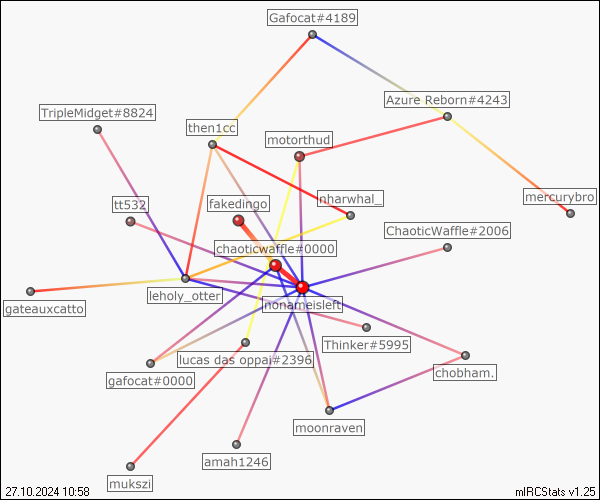 Gafocat#4189
Azure Reborn#4243
TripleMidget#8824
then1cc
motorthud
mercurybro
nharwhal_
tt532
fakedingo
ChaoticWaffle#2006
chaoticwaffle#0000
leholy_otter
nonameisleft
gateauxcatto
Thinker#5995
lucas das oppai#2396
chobham.
gafocat#0000
moonraven
amah1246
mukszi
27.10.2024 10:58
mIRCStats v1.25